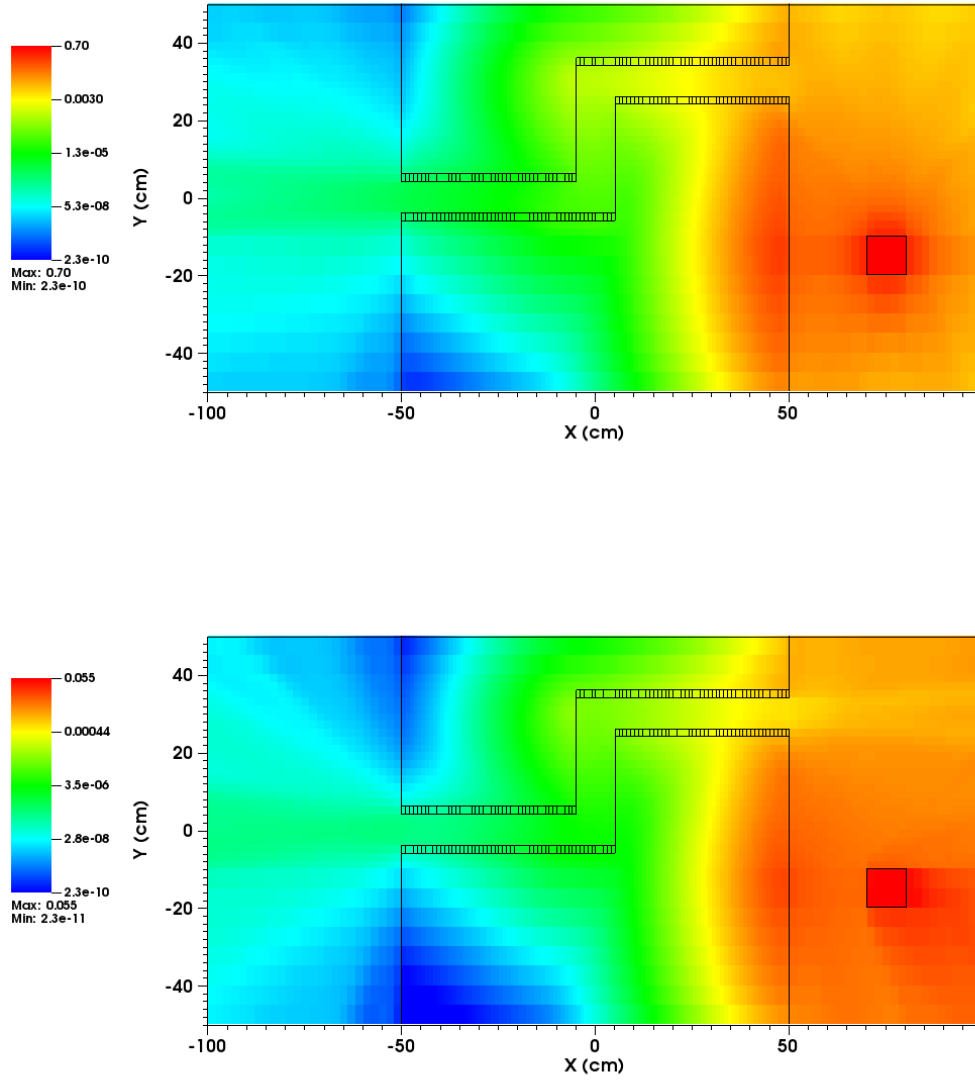 0.70
0.0030
1.3e-05
5.3e-08
2.3e-10
Max: 0.70
Min: 2.3e-10
40
20
0
-20
-40
Y (cm)
-100
-50
0
50
X (cm)
0.055
0.00044
3.5e-06
2.8e-08
2.3e-10
Max: 0.055
Min: 2.3e-11
40
20
0
-20
-40
Y (cm)
-100
-50
0
50
X (cm)